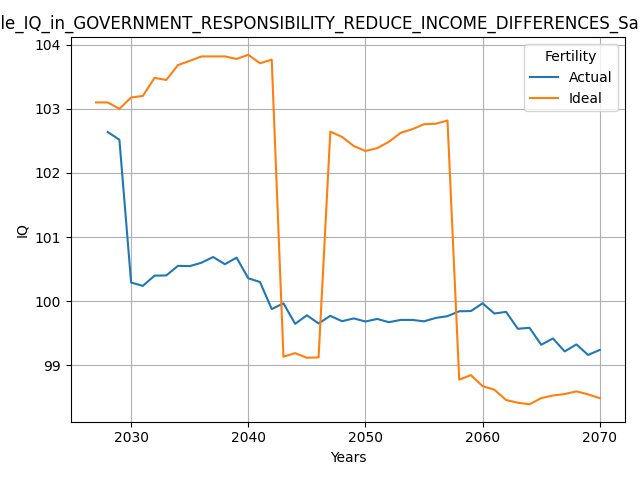 le_IQ_in_GOVERNMENT_RESPONSIBILITY_REDUCE_INCOME_DIFFERENCES_Sa
104
103
102
101
100
99
IQ
Fertility
Actual
Ideal
2030
2040
2050
2060
2070
Years